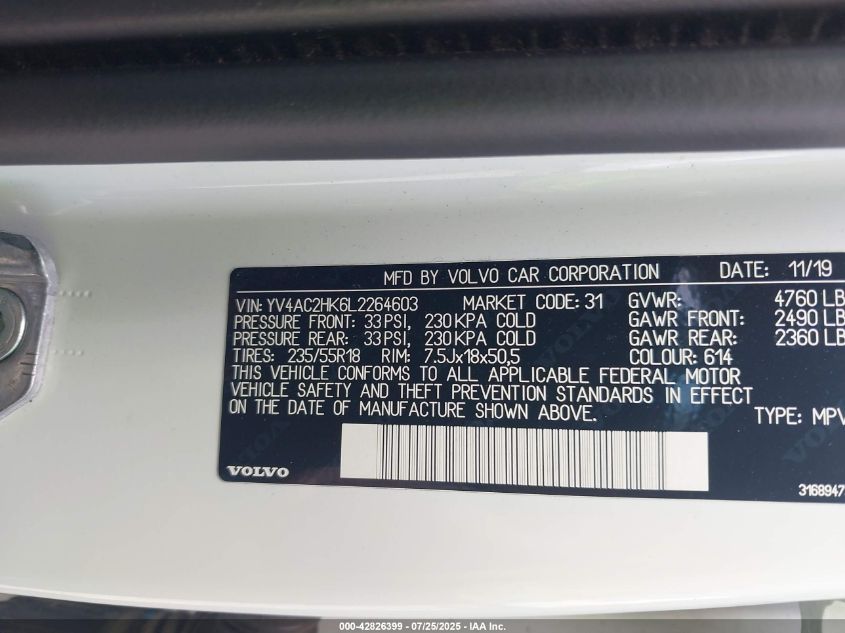 MFD BY VOLVO CAR CORPORATION DATE: 11/19
VIN: YV4AC2HK6L2264603 MARKET CODE: 31 GVWR: 4760 LB
PRESSURE FRONT: 33 PSI, 230 KPA COLD GAWR FRONT: 2490 LB
PRESSURE REAR: 33 PSI, 230 KPA COLD GAWR REAR: 2360 LB
TIRES: 235/55R18 RIM: 7.5Jx18x50,5 COLOUR: 614
THIS VEHICLE CONFORMS TO ALL APPLICABLE FEDERAL MOTOR
VEHICLE SAFETY AND THEFT PREVENTION STANDARDS IN EFFECT
ON THE DATE OF MANUFACTURE SHOWN ABOVE. TYPE: MPV
VOLVO
3168947
000-42826399 - 07/25/2025 - IAA Inc.